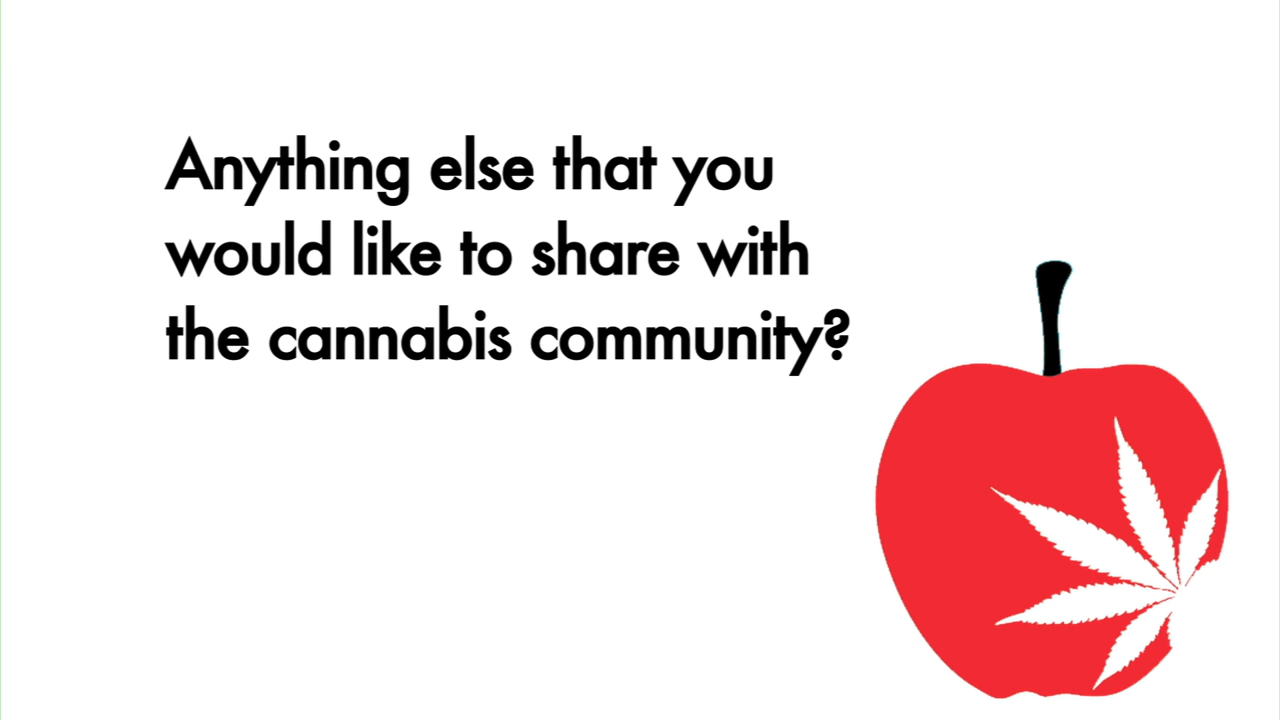 Anything else that you
would like to share with
the cannabis community?